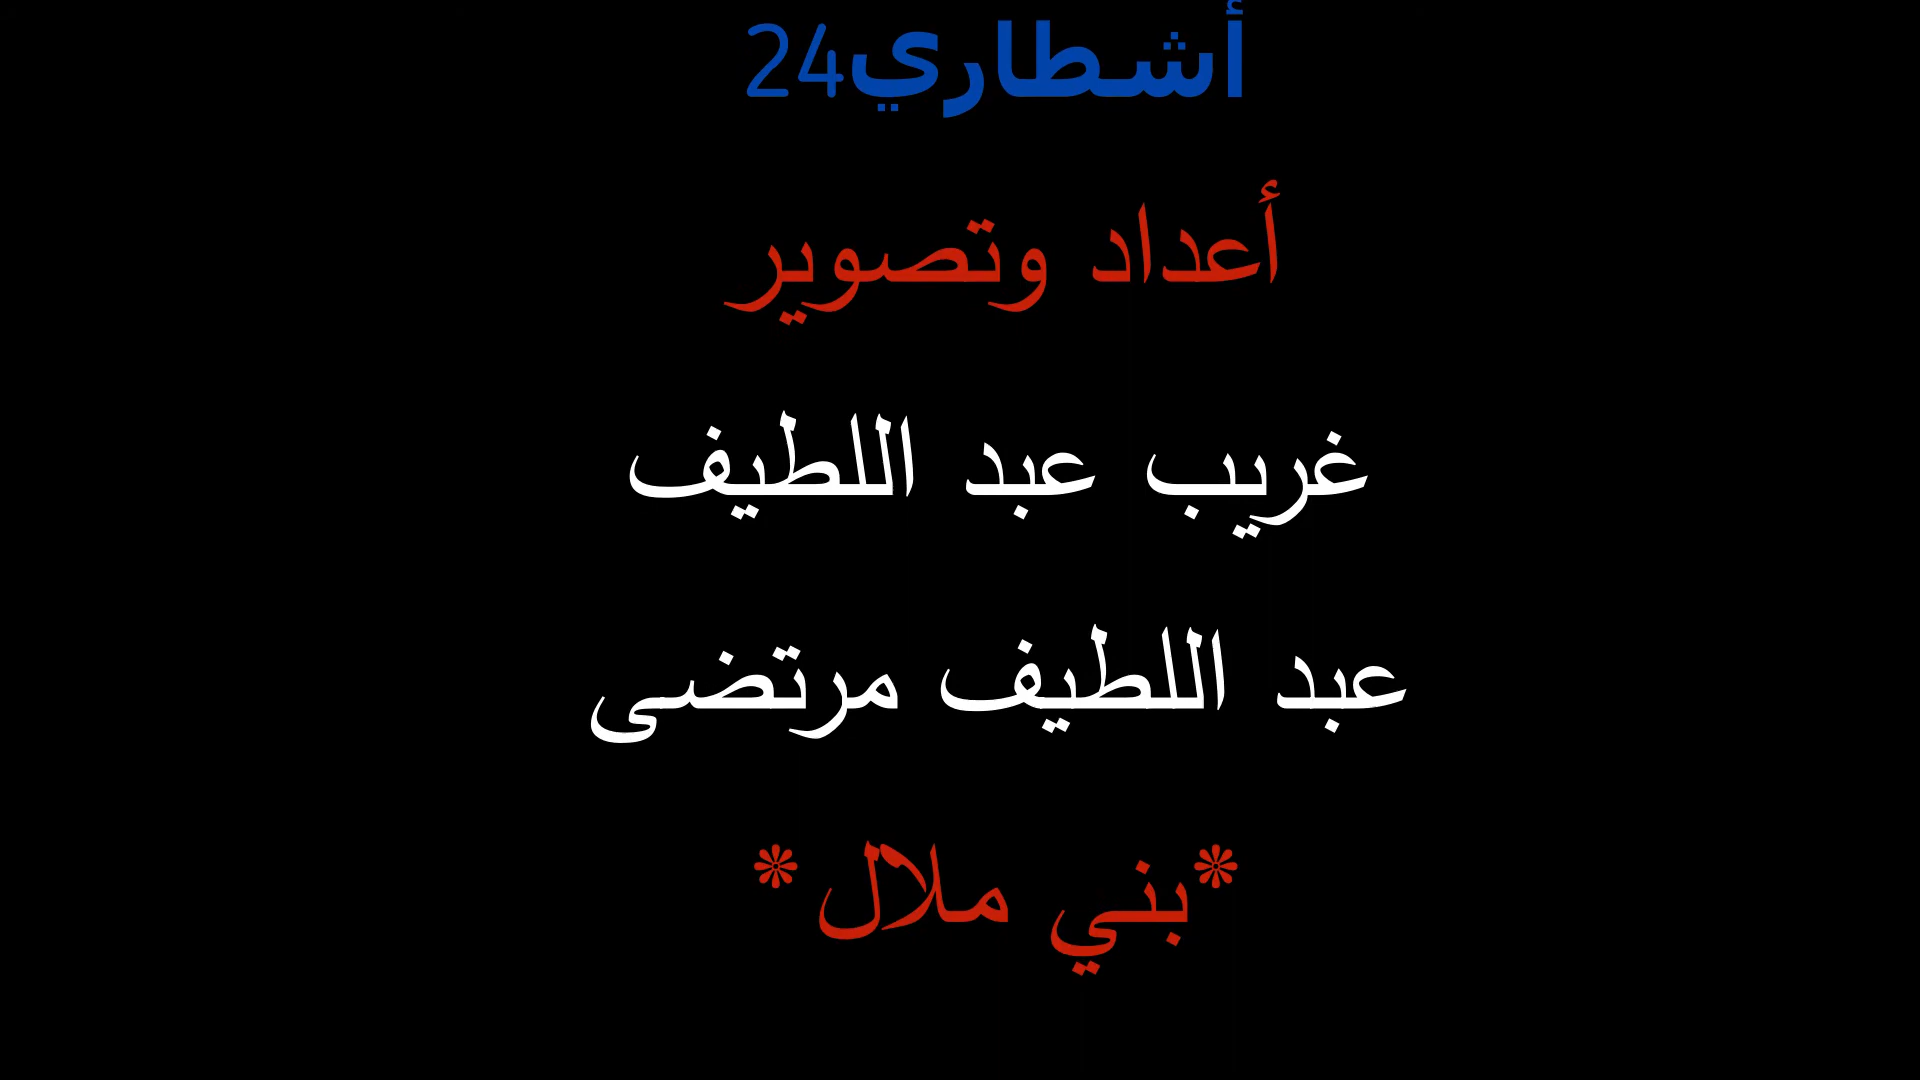 أشطاري24
أعداد وتصوير
غريب عبد اللطيف
عبد اللطيف مرتضى
*بني ملال*